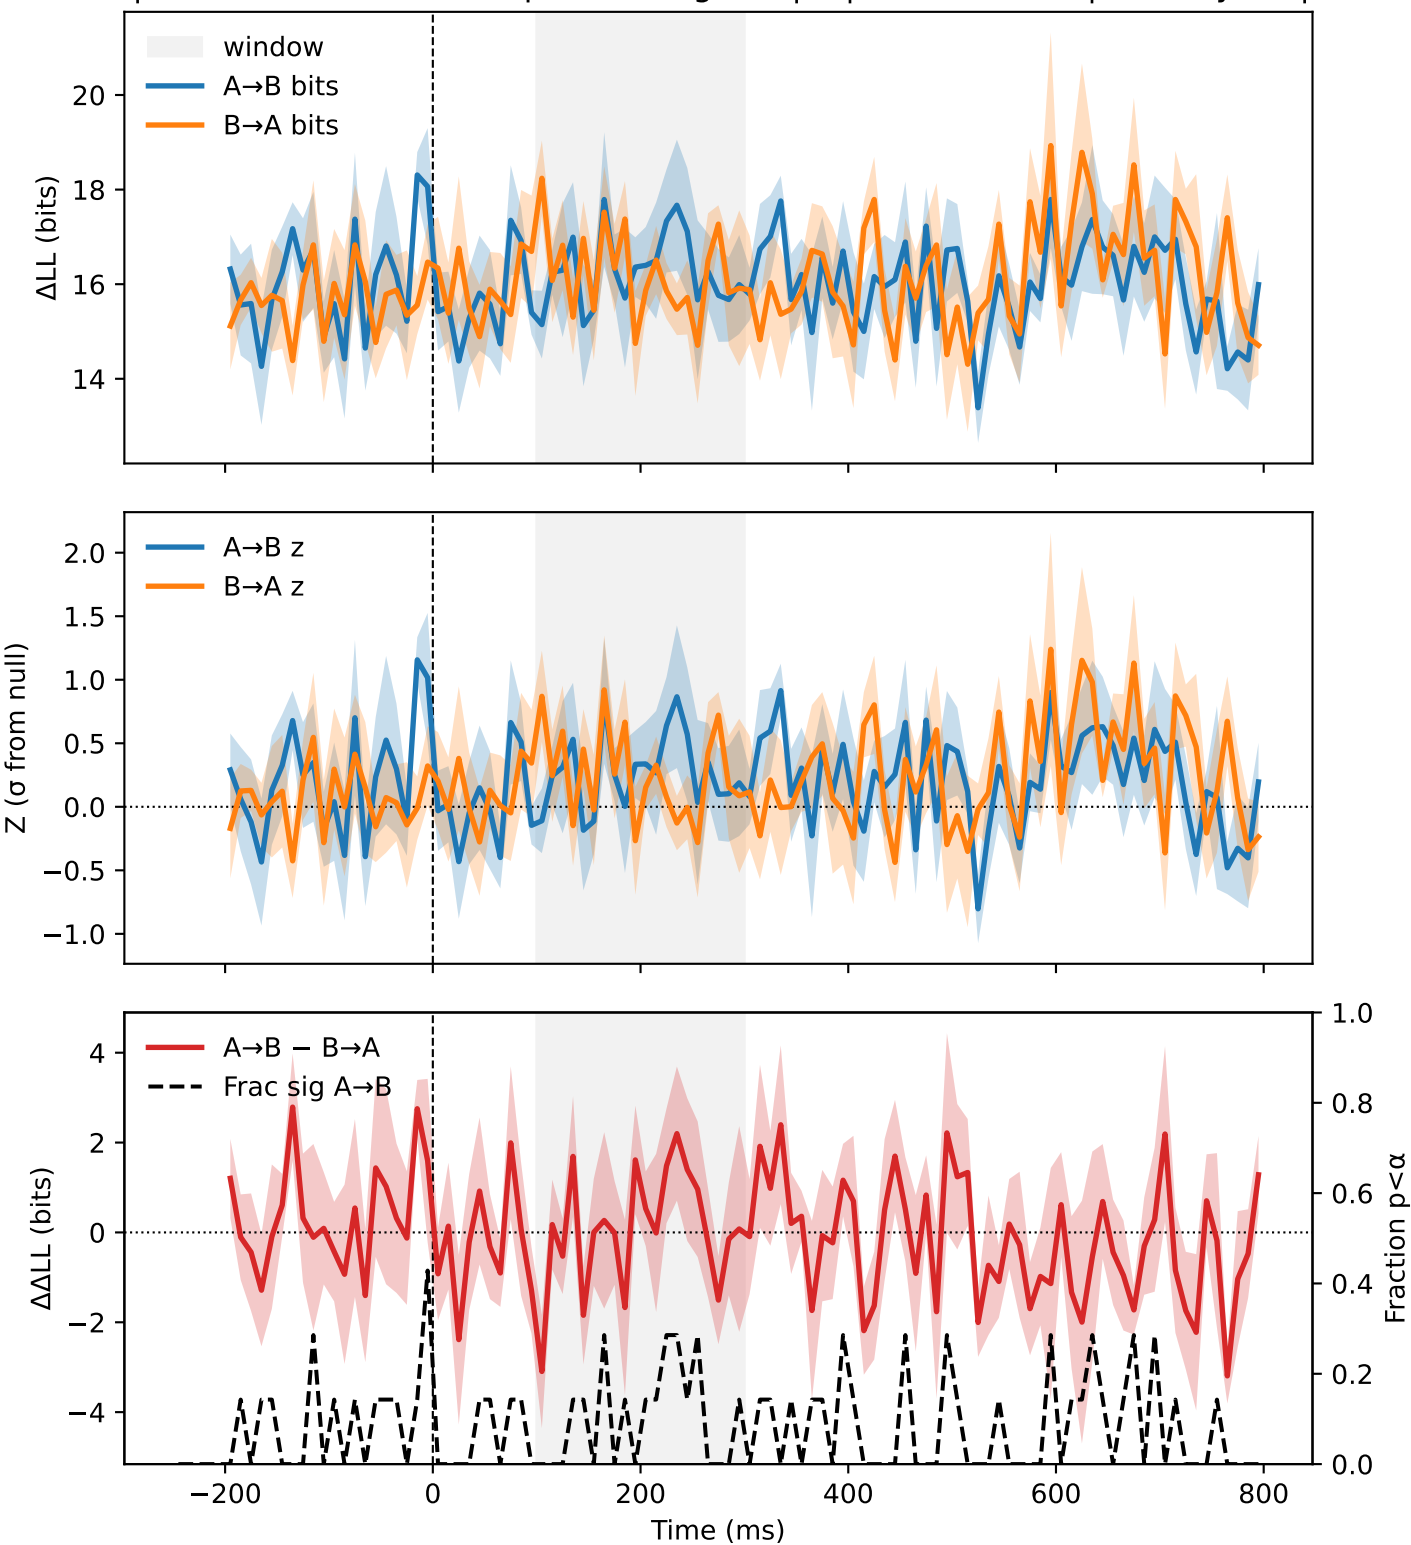 window
A→B bits
B→A bits
20
18
16
14
ΔLL (bits)
A→B z
B→A z
2.0
1.5
1.0
0.5
0.0
−0.5
−1.0
Z (σ from null)
A→B − B→A
Frac sig A→B
4
2
0
−2
−4
ΔΔLL (bits)
1.0
0.8
0.6
0.4
0.2
0.0
Fraction p<α
−200
0
200
400
600
800
Time (ms)